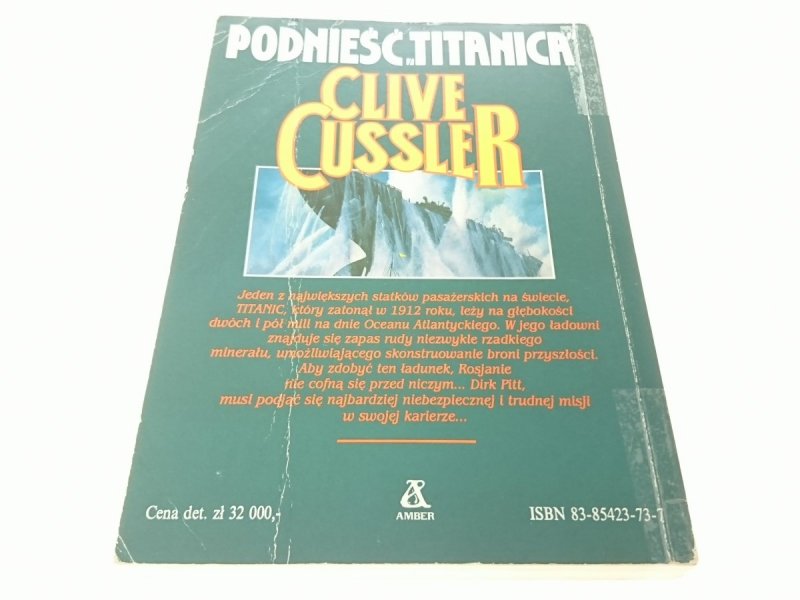 PODNIEŚĆ TITANICA
CLIVE
CUSSLER
Jeden z największych statków pasażerskich na świecie,
TITANIC, który zatonął w 1912 roku, leży na głębokości
dwóch i pół mili na dnie Oceanu Atlantyckiego. W jego ładowni
znajduje się zapas rudy niezwykle rzadkiego
minerału, umożliwiającego skonstruowanie broni przyszłości.
Aby zdobyć ten ładunek, Rosjanie
nie cofną się przed niczym... Dirk Pitt,
musi podjąć się najbardziej niebezpiecznej i trudnej misji
w swojej karierze...
Cena det. zł 32 000,-
AMBER
ISBN 83-85423-73-7